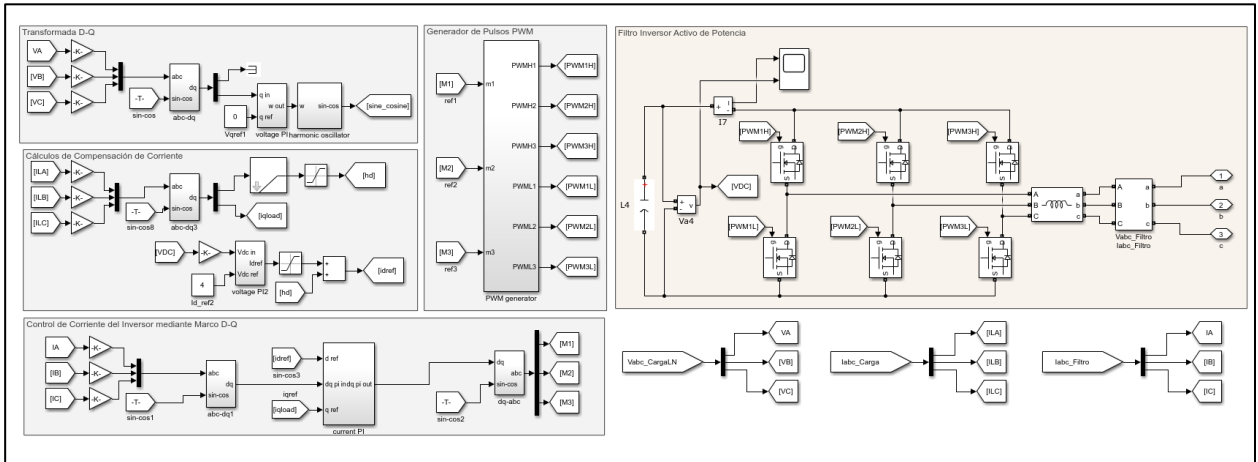 Transformada D-Q
VA
-K-
[VB]
-K-
[VC]
-K-
-T-
sin-cos
abc
dq
sin-cos
abc-dq
0
Vqref1
q in
w out
q ref
voltage PI
w
sin-cos
harmonic oscillator
[sine_cosine]
Cálculos de Compensación de Corriente
[ILA]
-K-
[ILB]
-K-
[ILC]
-K-
-T-
sin-cos8
abc
dq
sin-cos
abc-dq3
[hd]
[iqload]
[VDC]
-K-
4
Id_ref2
Vdc in
Idref
Vdc ref
voltage PI2
[hd]
+
+
[idref]
Control de Corriente del Inversor mediante Marco D-Q
IA
-K-
[IB]
-K-
[IC]
-K-
-T-
sin-cos1
abc
dq
sin-cos
abc-dq1
[idref]
sin-cos3
iqref
[iqload]
d ref
dq pi in
dq pi out
q ref
current PI
-T-
sin-cos2
dq
abc
sin-cos
dq-abc
[M1]
[M2]
[M3]
Generador de Pulsos PWM
[M1]
ref1
[M2]
ref2
[M3]
ref3
m1
m2
m3
PWMH1
PWMH2
PWMH3
PWML1
PWML2
PWML3
PWM generator
[PWM1H]
[PWM2H]
[PWM3H]
[PWM1L]
[PWM2L]
[PWM3L]
Filtro Inversor Activo de Potencia
L4
+
-
v
Va4
[VDC]
+
i
-
I7
[PWM1H]
g
D
S
[PWM2H]
g
D
S
[PWM3H]
g
D
S
[PWM1L]
g
D
S
[PWM2L]
g
D
S
[PWM3L]
g
D
S
A
B
C
a
b
c
A
B
C
a
b
c
Vabc_Filtro
Iabc_Filtro
1
a
2
b
3
c
Vabc_CargaLN
VA
[VB]
[VC]
Iabc_Carga
[ILA]
[ILB]
[ILC]
Iabc_Filtro
IA
[IB]
[IC]